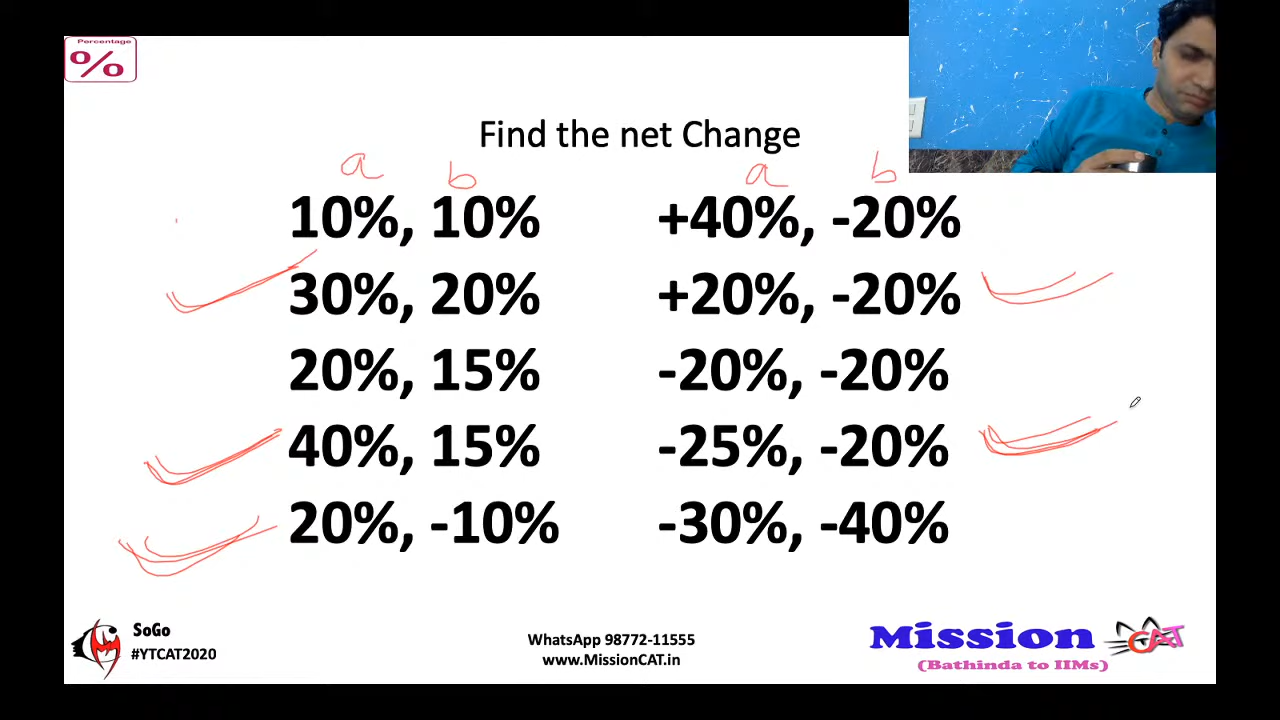 Percentage
%
Find the net Change
a b a b
10%, 10% +40%, -20%
30%, 20% +20%, -20%
20%, 15% -20%, -20%
40%, 15% -25%, -20%
20%, -10% -30%, -40%
SoGo
#YTCAT2020
WhatsApp 98772-11555
www.MissionCAT.in
Mission CAT
(Bathinda to IIMs)